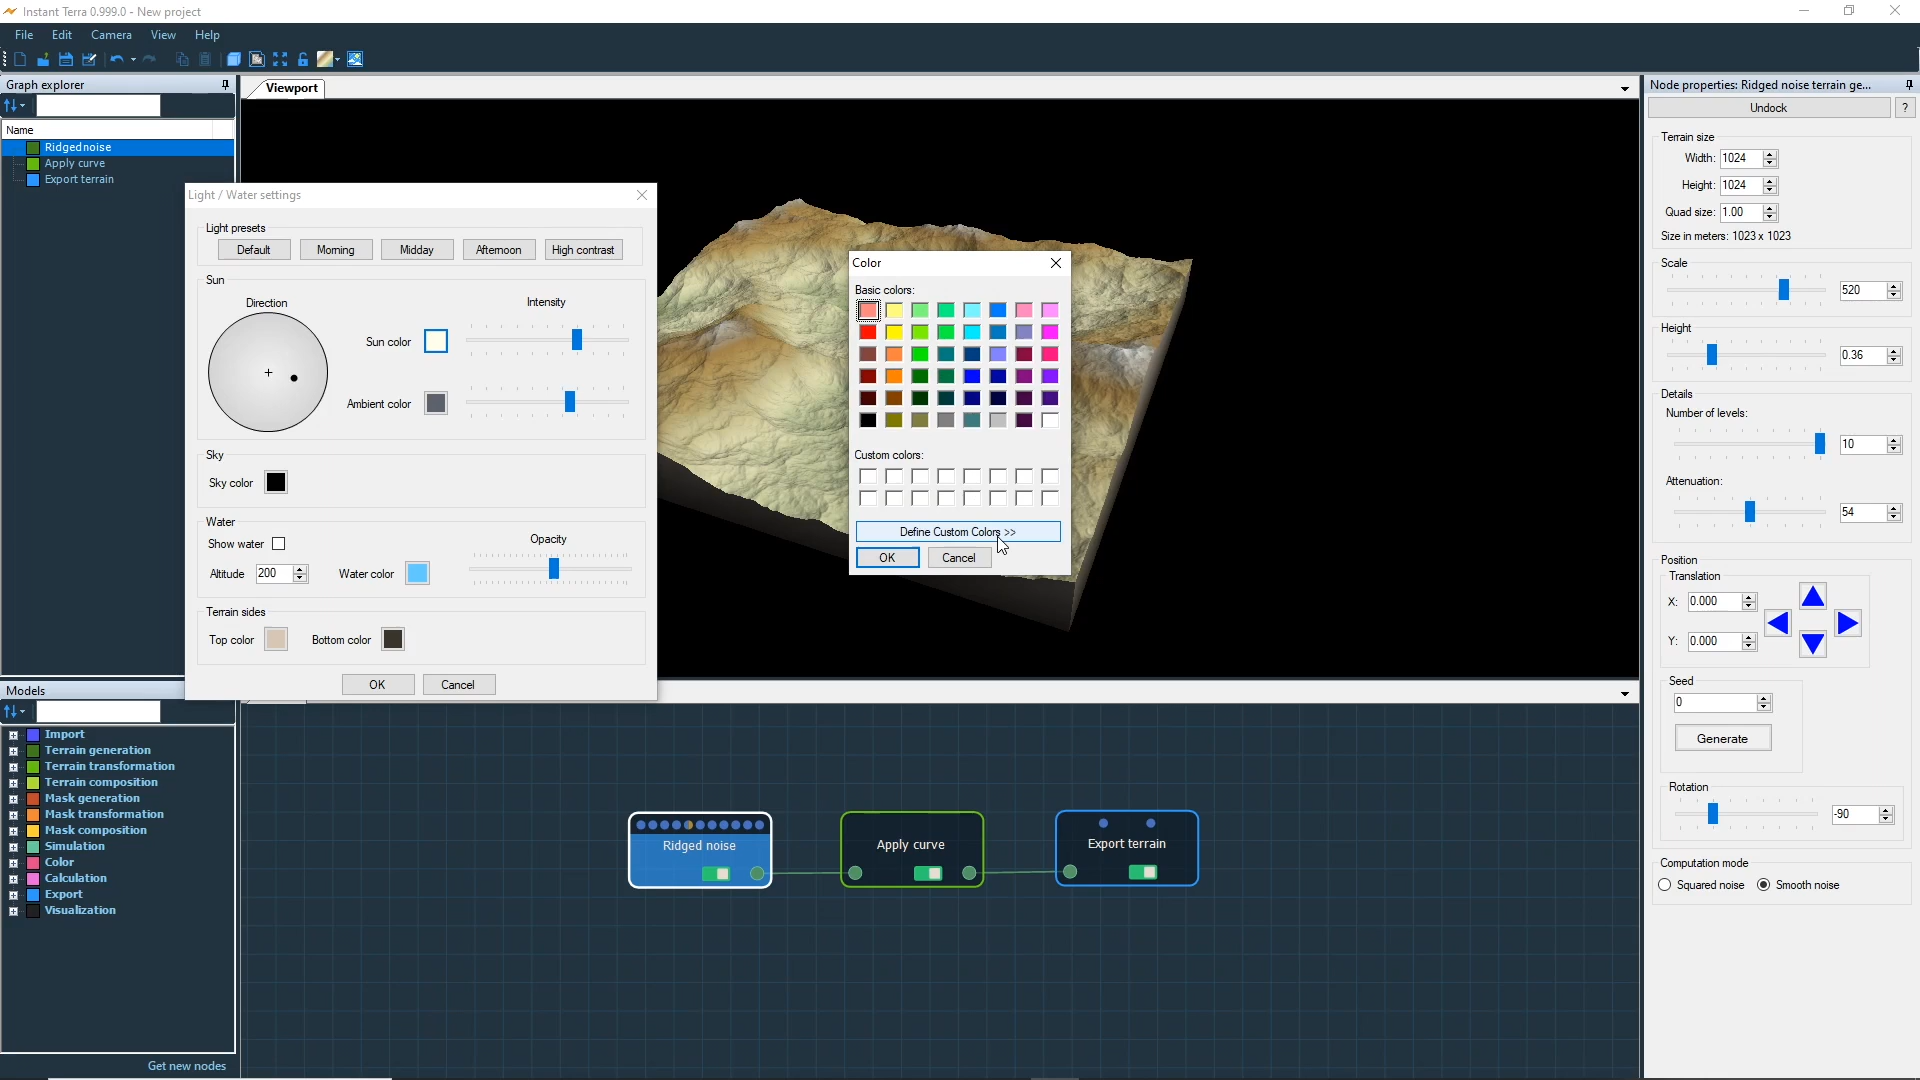 Instant Terra 0.999.0 - New project
File Edit Camera View Help
Graph explorer
Name
Ridgednoise
Apply curve
Export terrain
Viewport
Light / Water settings
Light presets
Default Morning Midday Afternoon High contrast
Sun
Direction
Intensity
Sun color
Ambient color
Sky
Sky color
Water
Show water
Opacity
Altitude 200
Water color
Terrain sides
Top color
Bottom color
OK Cancel
Color
Basic colors:
Custom colors:
Define Custom Colors >>
OK Cancel
Models
Import
Terrain generation
Terrain transformation
Terrain composition
Mask generation
Mask transformation
Mask composition
Simulation
Color
Calculation
Export
Visualization
Get new nodes
Ridged noise
Apply curve
Export terrain
Node properties: Ridged noise terrain ge...
Undock ?
Terrain size
Width: 1024
Height: 1024
Quad size: 1.00
Size in meters: 1023 x 1023
Scale
520
Height
0.36
Details
Number of levels:
10
Attenuation:
54
Position
Translation
X: 0.000
Y: 0.000
Seed
0
Generate
Rotation
-90
Computation mode
Squared noise Smooth noise